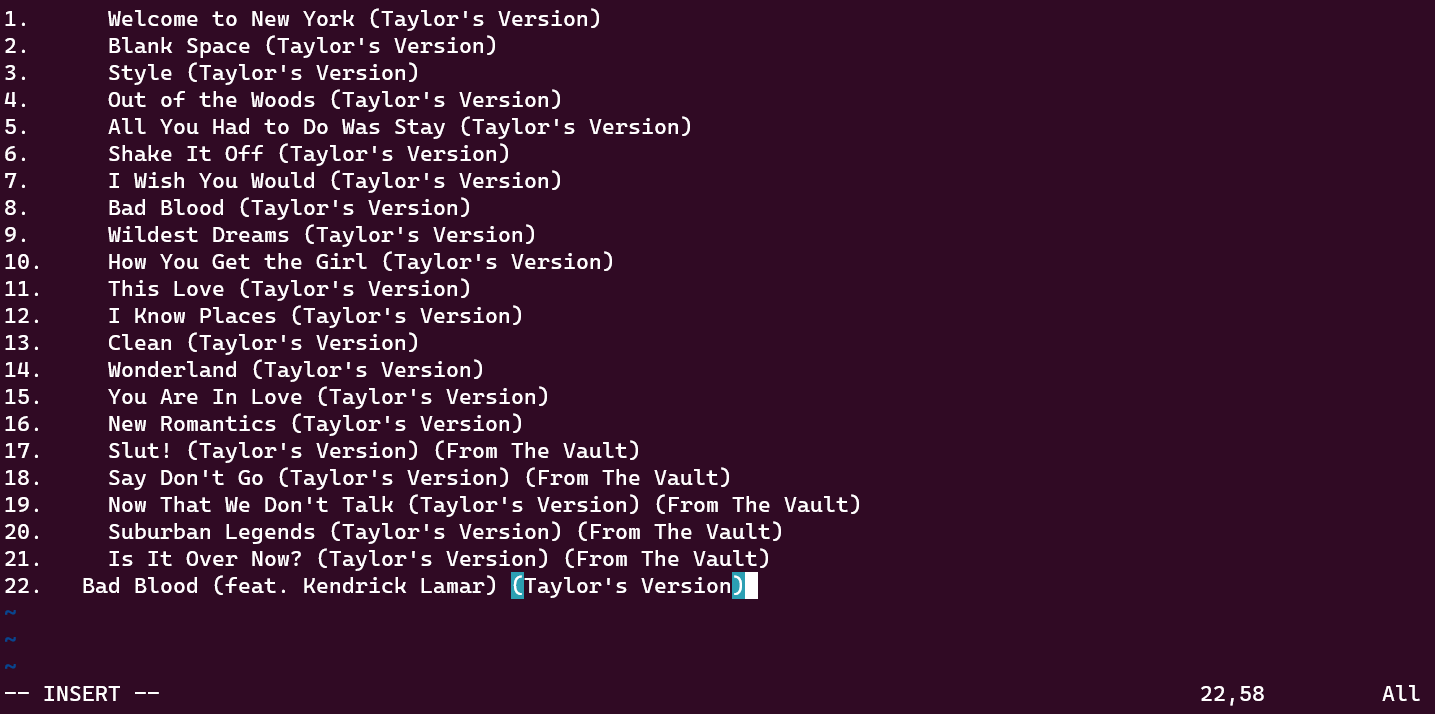 1.      Welcome to New York (Taylor's Version)
2.      Blank Space (Taylor's Version)
3.      Style (Taylor's Version)
4.      Out of the Woods (Taylor's Version)
5.      All You Had to Do Was Stay (Taylor's Version)
6.      Shake It Off (Taylor's Version)
7.      I Wish You Would (Taylor's Version)
8.      Bad Blood (Taylor's Version)
9.      Wildest Dreams (Taylor's Version)
10.     How You Get the Girl (Taylor's Version)
11.     This Love (Taylor's Version)
12.     I Know Places (Taylor's Version)
13.     Clean (Taylor's Version)
14.     Wonderland (Taylor's Version)
15.     You Are In Love (Taylor's Version)
16.     New Romantics (Taylor's Version)
17.     Slut! (Taylor's Version) (From The Vault)
18.     Say Don't Go (Taylor's Version) (From The Vault)
19.     Now That We Don't Talk (Taylor's Version) (From The Vault)
20.     Suburban Legends (Taylor's Version) (From The Vault)
21.     Is It Over Now? (Taylor's Version) (From The Vault)
22.   Bad Blood (feat. Kendrick Lamar) (Taylor's Version)
~
~
~
-- INSERT -- 22,58 All